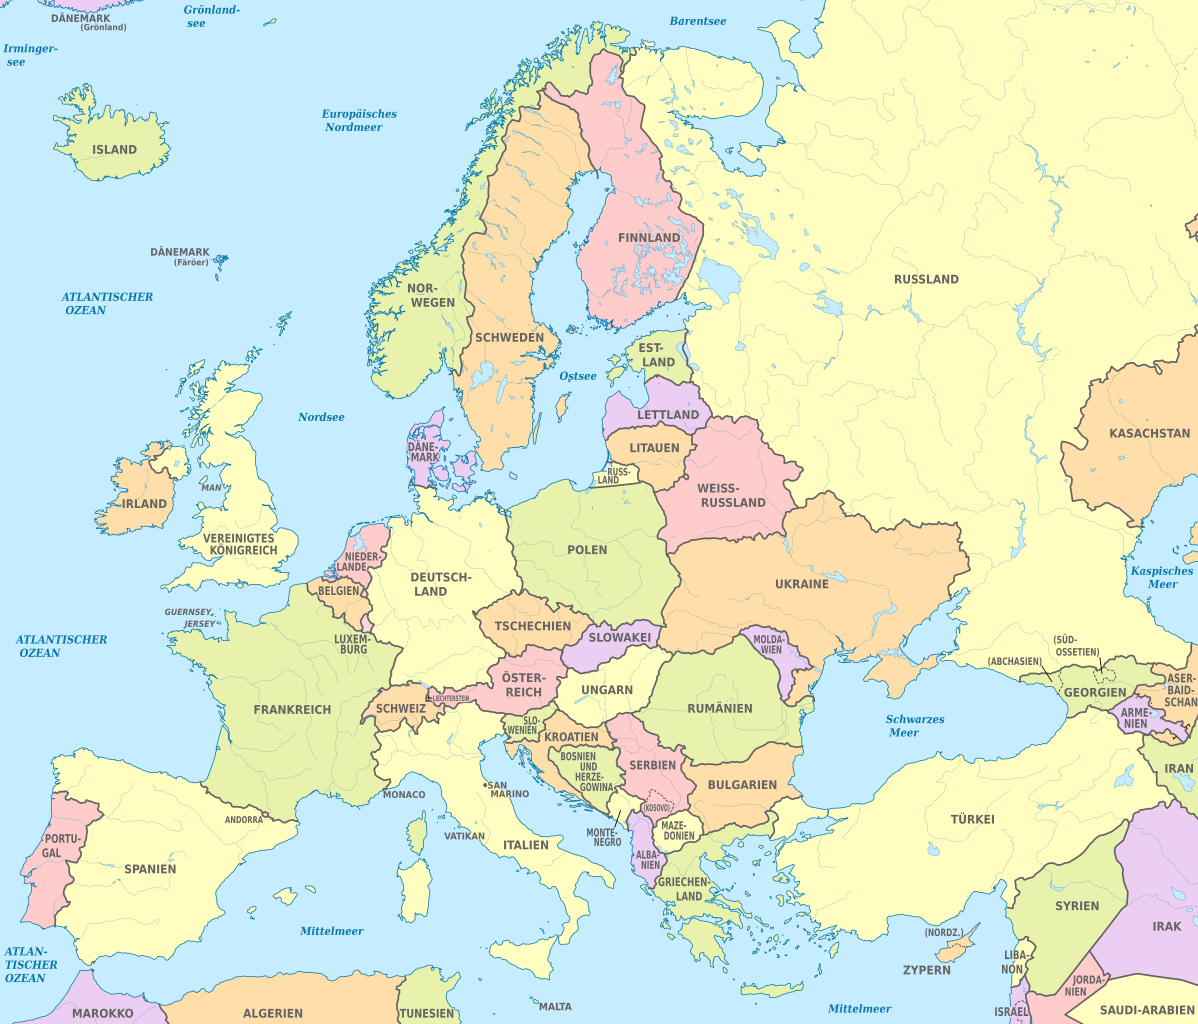 DÄNEMARK
(Grönland)
Grönland-
see
Barentsee
Irminger-
see
Europäisches
Nordmeer
ISLAND
DÄNEMARK
(Färöer)
ATLANTISCHER
OZEAN
FINNLAND
RUSSLAND
NOR-
WEGEN
SCHWEDEN
EST-
LAND
Ostsee
Nordsee
LETTLAND
KASACHSTAN
DÄNE-
MARK
LITAUEN
RUSS-
LAND
MAN
WEISS-
RUSSLAND
IRLAND
VEREINIGTES
KÖNIGREICH
POLEN
NIEDER-
LANDE
BELGIEN
DEUTSCH-
LAND
UKRAINE
Kaspisches
Meer
GUERNSEY
JERSEY
ATLANTISCHER
OZEAN
LUXEM-
BURG
TSCHECHIEN
SLOWAKEI
MOLDA-
WIEN
(SÜD-
OSSETIEN)
(ABCHASIEN)
ÖSTER-
REICH
LIECHTENSTEIN
UNGARN
GEORGIEN
ASER-
BAID-
SCHAN
FRANKREICH
SCHWEIZ
RUMÄNIEN
ARME-
NIEN
Schwarzes
Meer
SLO-
WENIEN
KROATIEN
BOSNIEN
UND
HERZE-
GOWINA
SERBIEN
IRAN
MONACO
SAN
MARINO
BULGARIEN
(KOSOVO)
ANDORRA
PORTU-
GAL
VATIKAN
ITALIEN
MONTE-
NEGRO
MAZE-
DONIEN
TÜRKEI
ALBA-
NIEN
SPANIEN
GRIECHEN-
LAND
SYRIEN
IRAK
Mittelmeer
(NORDZ.)
ZYPERN
LIBA-
NON
ATLAN-
TISCHER
OZEAN
JORDA-
NIEN
MALTA
Mittelmeer
MAROKKO
ALGERIEN
TUNESIEN
ISRAEL
SAUDI-ARABIEN